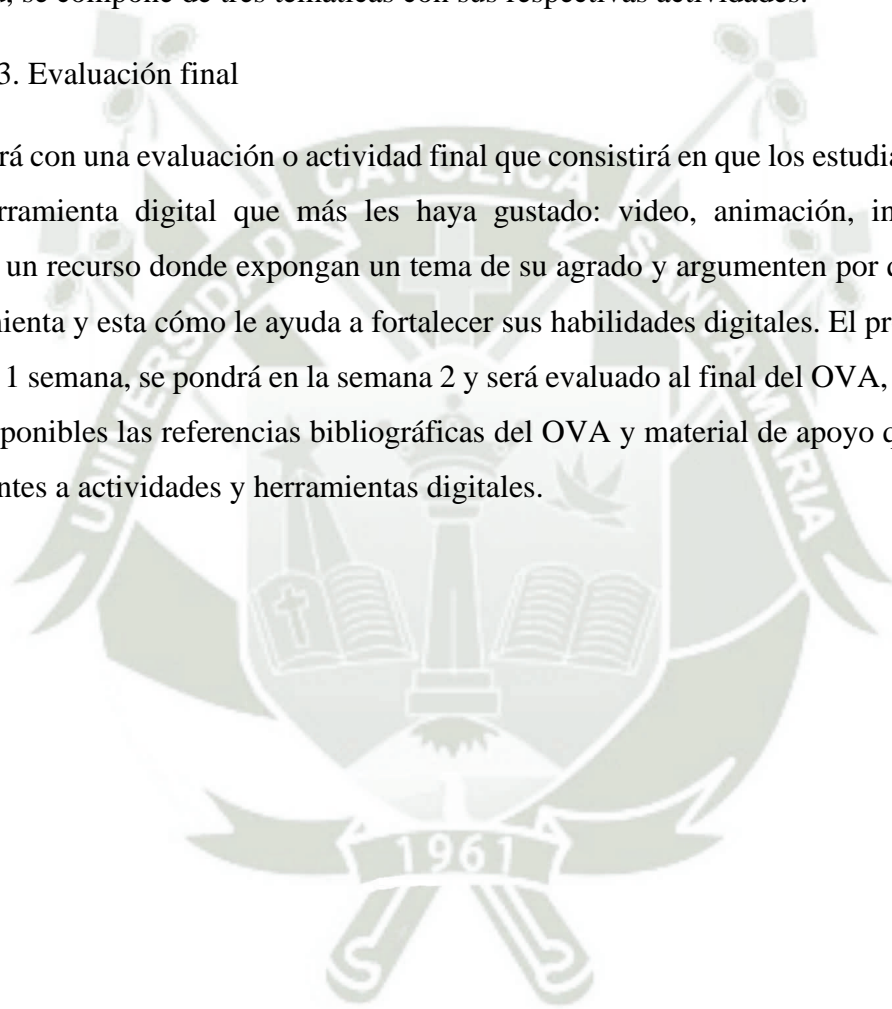 se compone de tres temáticas con sus respectivas actividades.
3. Evaluación final
rá con una evaluación o actividad final que consistirá en que los estudia
rramienta digital que más les haya gustado: video, animación, in
un recurso donde expongan un tema de su agrado y argumenten por
nienta y esta cómo le ayuda a fortalecer sus habilidades digitales. El pr
1 semana, se pondrá en la semana 2 y será evaluado al final del OVA,
ponibles las referencias bibliográficas del OVA y material de apoyo
ntes a actividades y herramientas digitales.
UNIVERSIDAD CATOLICA SANTA MARIA
1961